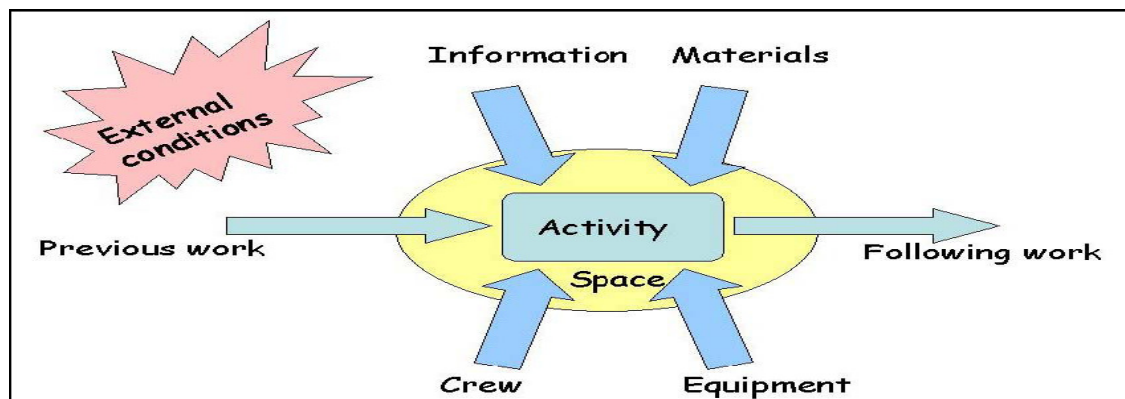 Information
Materials
External
conditions
Previous work
Activity
Following work
Space
Crew
Equipment